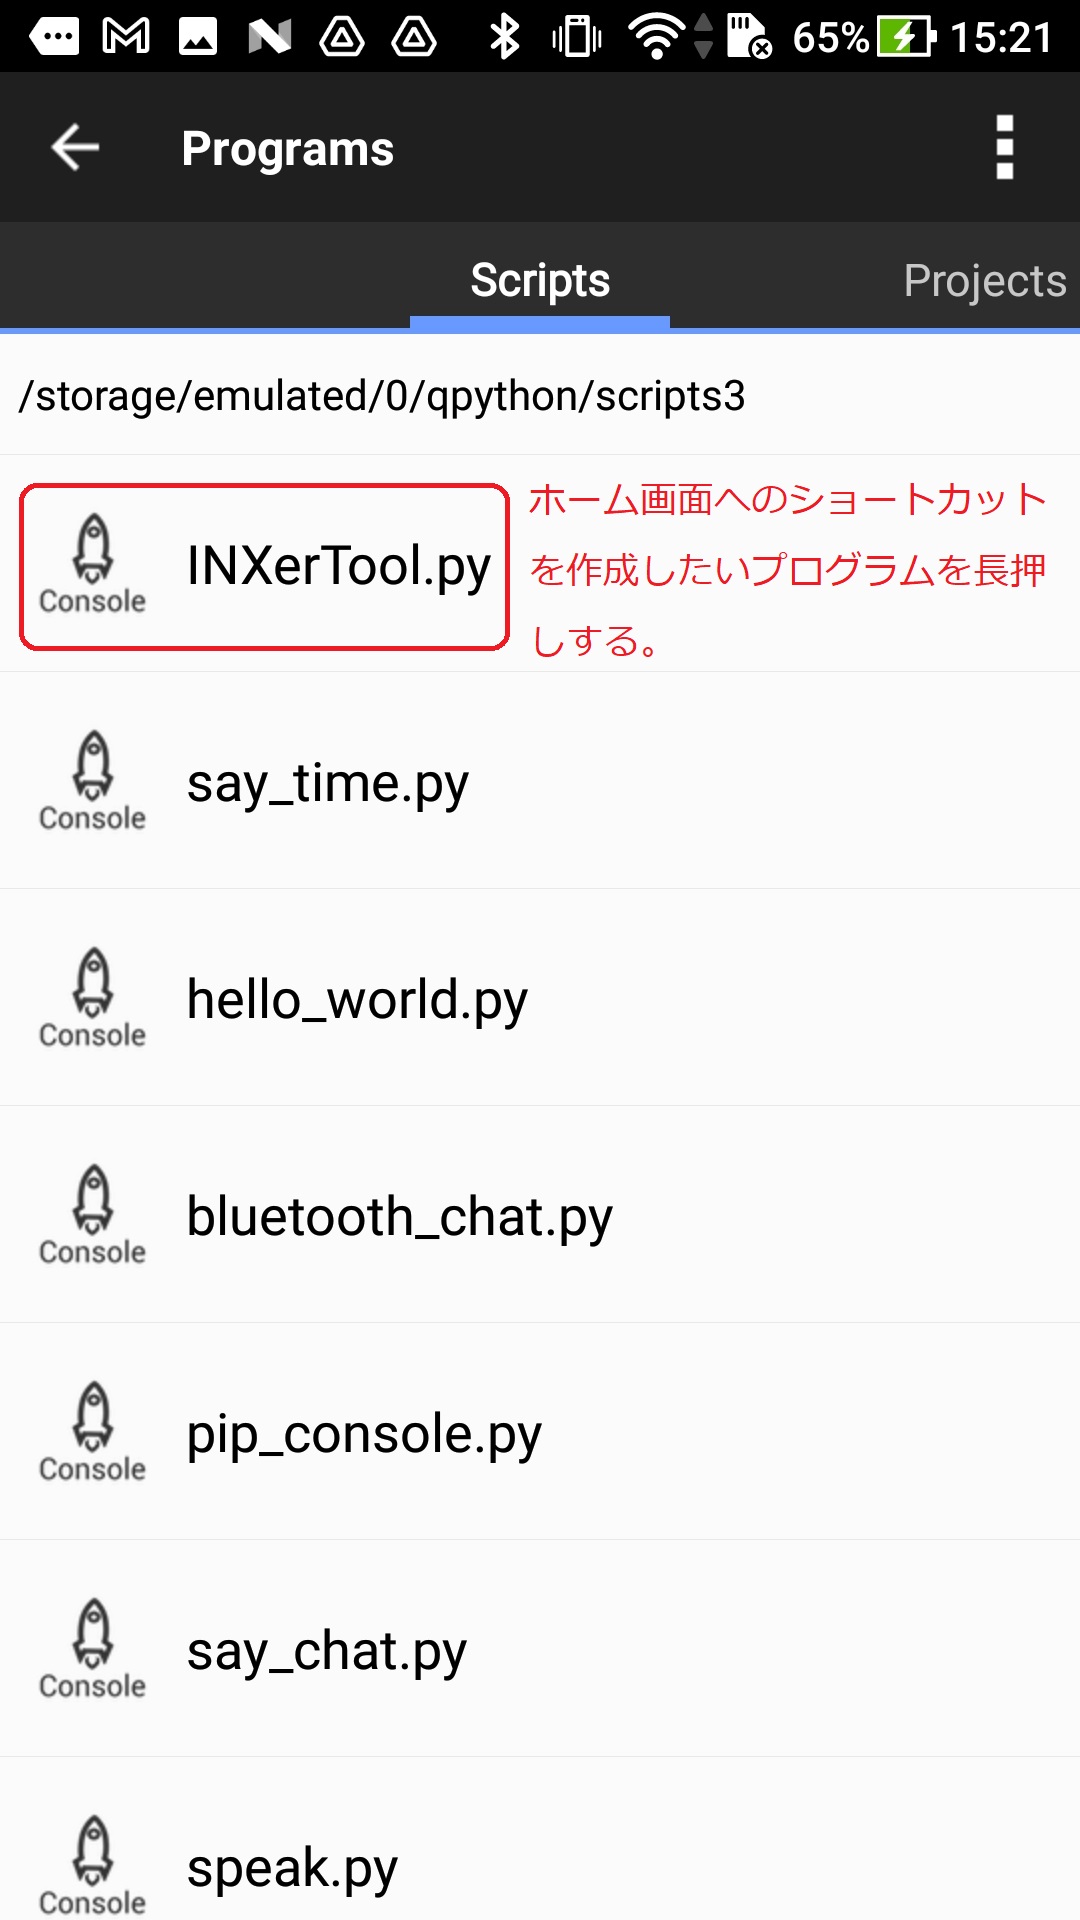 65% 15:21
Programs
Scripts Projects
/storage/emulated/0/qpython/scripts3
Console INXerTool.py
ホーム画面へのショートカット
を作成したいプログラムを長押
しする。
Console say_time.py
Console hello_world.py
Console bluetooth_chat.py
Console pip_console.py
Console say_chat.py
Console speak.py